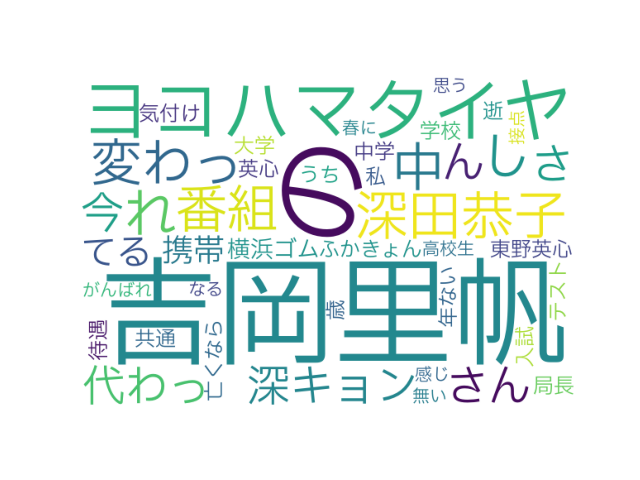 ヨコハマタイヤ
思う
気付け
春に
学校
逝
接点
大学
変わっ
英心
うち
中学
私
中
んしさ
今
れ
番組
6
深田恭子
てる
携帯
横浜ゴム
ふかきょん
高校生
東野英心
がんばれ
なる
吉岡里帆
歳
年ない
テスト
待遇
共通
亡くなら
入試
代わっ
深キョン
感じ
無い
さん
局長